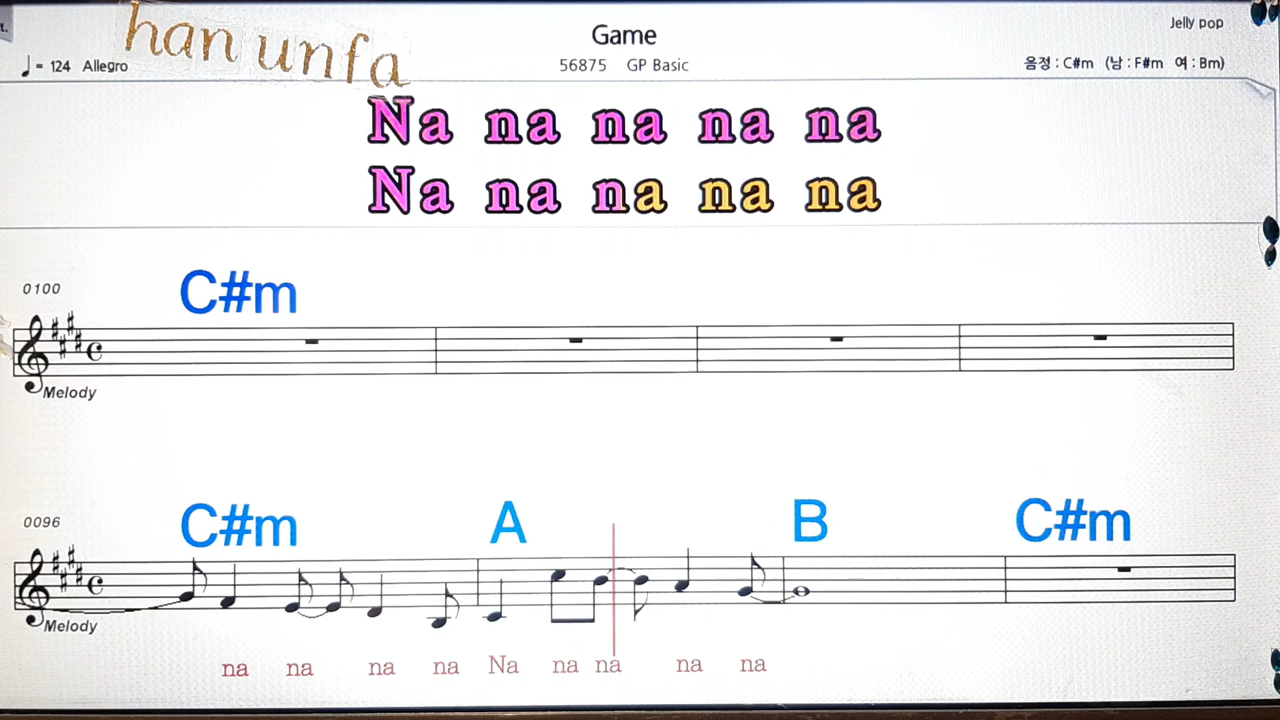 t.
han unfa
Game
Jelly pop
♩ = 124 Allegro
56875 GP Basic
음정 : C#m (남 : F#m 여 : Bm)
Na na na na na
Na na na na na
0100
C#m
Melody
0096
C#m A B C#m
Melody
na na na na Na na na na na